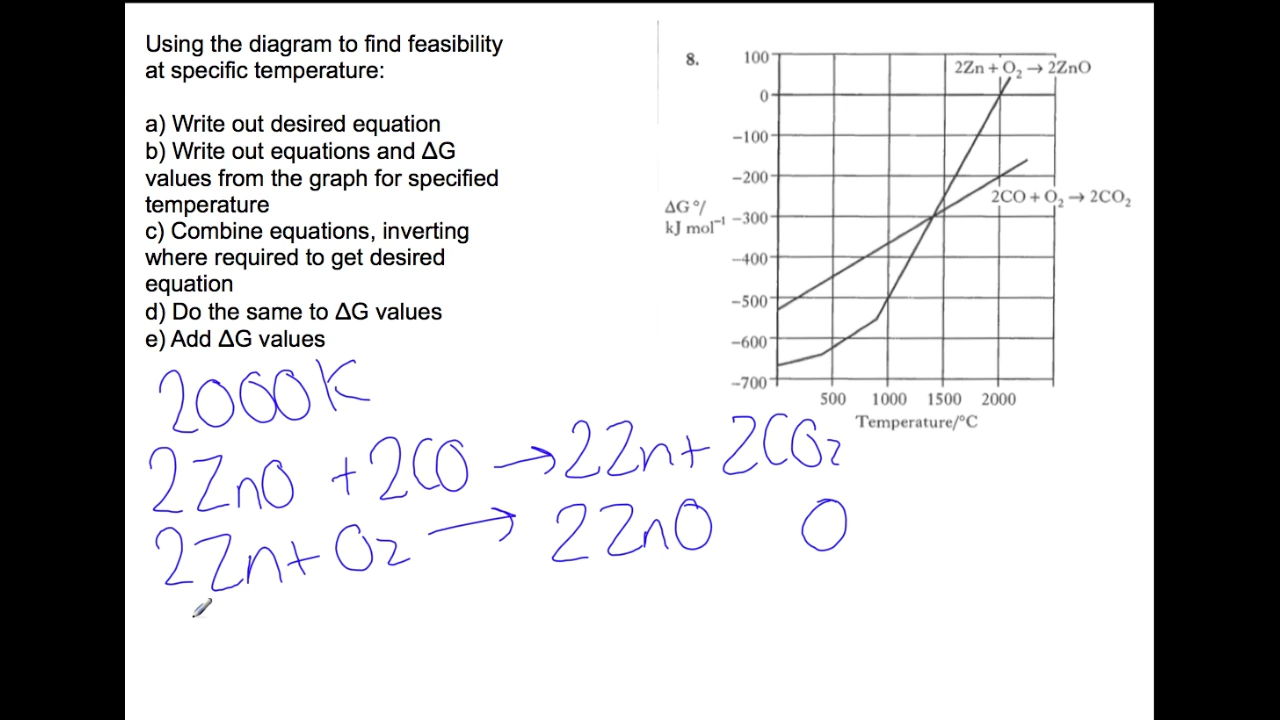 Using the diagram to find feasibility
at specific temperature:
a) Write out desired equation
b) Write out equations and ΔG
values from the graph for specified
temperature
c) Combine equations, inverting
where required to get desired
equation
d) Do the same to ΔG values
e) Add ΔG values
8.
100
0
−100
−200
−300
−400
−500
−600
−700
ΔG°/
kJ mol⁻¹
2Zn + O₂ → 2ZnO
2CO + O₂ → 2CO₂
500 1000 1500 2000
Temperature/°C
2000K
2ZnO + 2CO → 2Zn + 2CO₂
2Zn + O₂ → 2ZnO 0